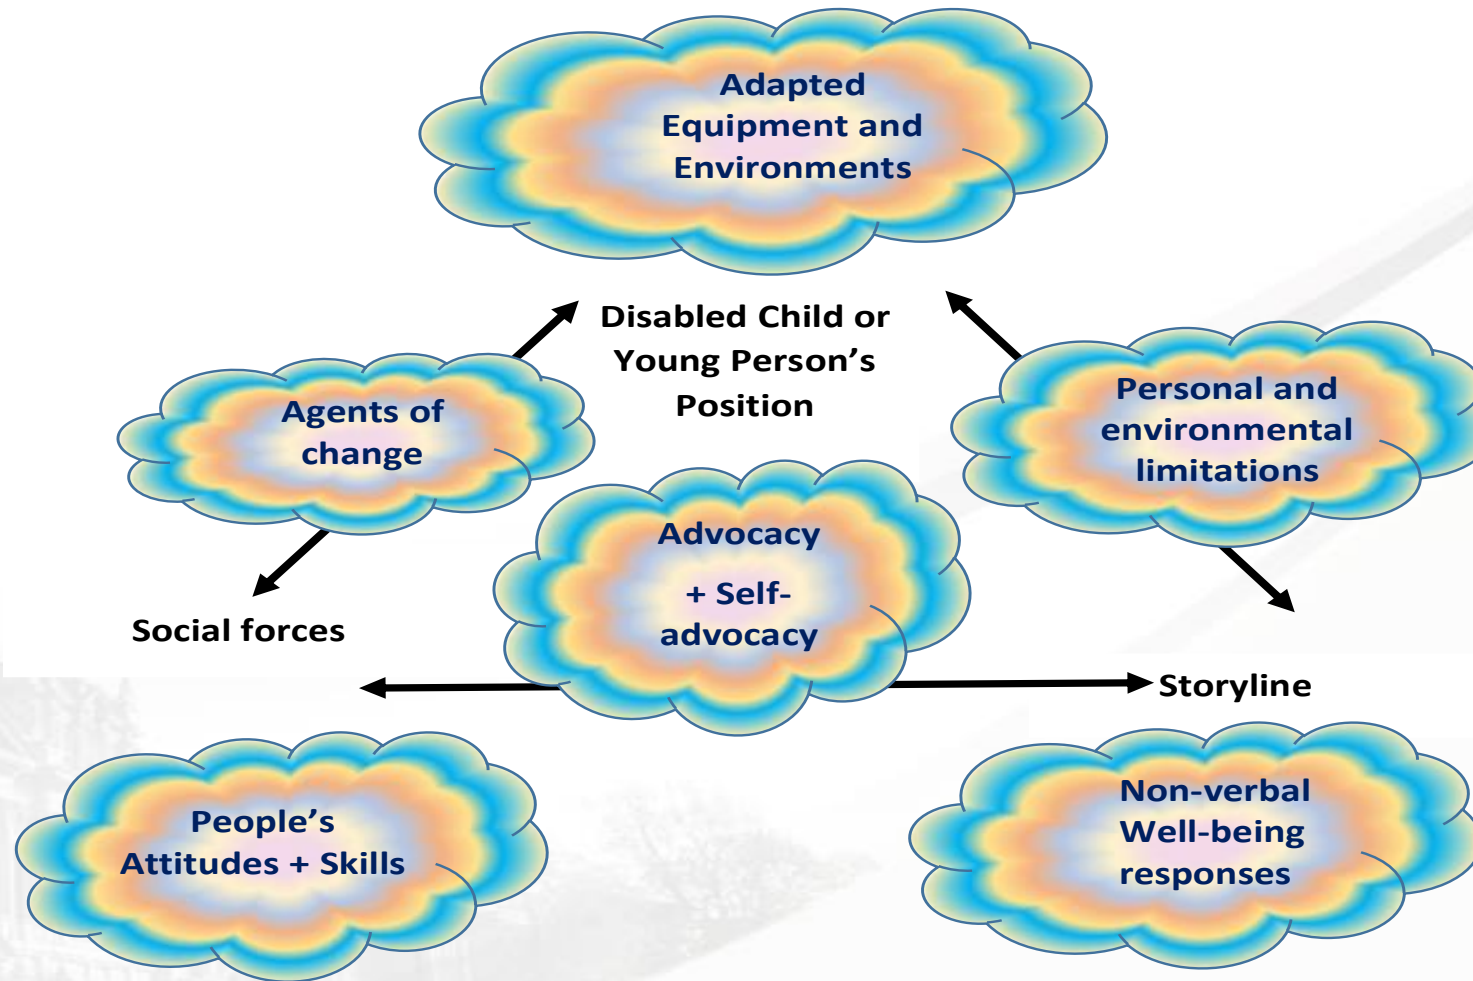 Adapted
Equipment and
Environments
Disabled Child or
Young Person’s
Position
Agents of
change
Personal and
environmental
limitations
Advocacy
+ Self-
advocacy
Social forces
Storyline
People’s
Attitudes + Skills
Non-verbal
Well-being
responses